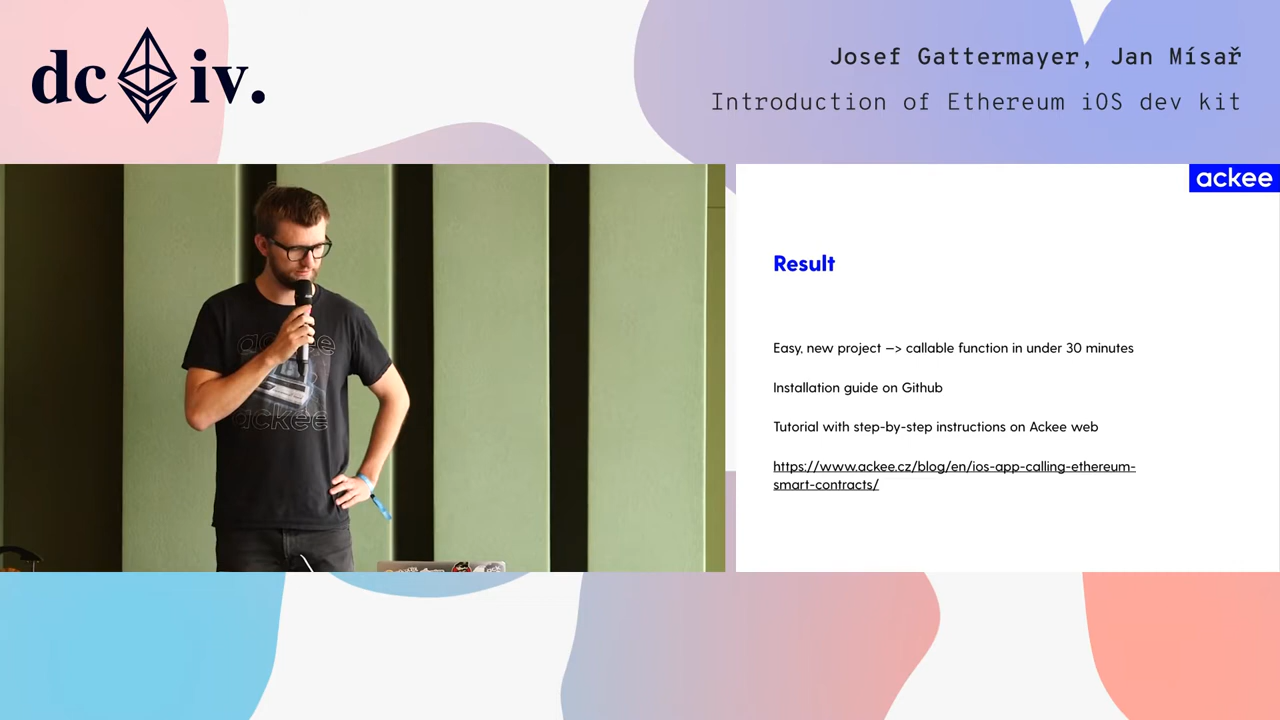 dc iv.
Josef Gattermayer, Jan Mísař
Introduction of Ethereum iOS dev kit
ackee
Result
Easy, new project —> callable function in under 30 minutes
Installation guide on Github
Tutorial with step-by-step instructions on Ackee web
https://www.ackee.cz/blog/en/ios-app-calling-ethereum-
smart-contracts/
ackee
ackee